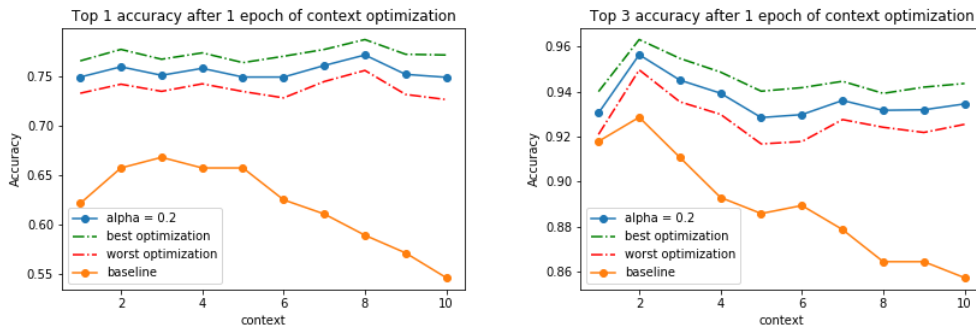 Top 1 accuracy after 1 epoch of context optimization
Accuracy
0.75
0.70
0.65
0.60
0.55
alpha = 0.2
best optimization
worst optimization
baseline
2
4
6
8
10
context
Top 3 accuracy after 1 epoch of context optimization
Accuracy
0.96
0.94
0.92
0.90
0.88
0.86
alpha = 0.2
best optimization
worst optimization
baseline
2
4
6
8
10
context